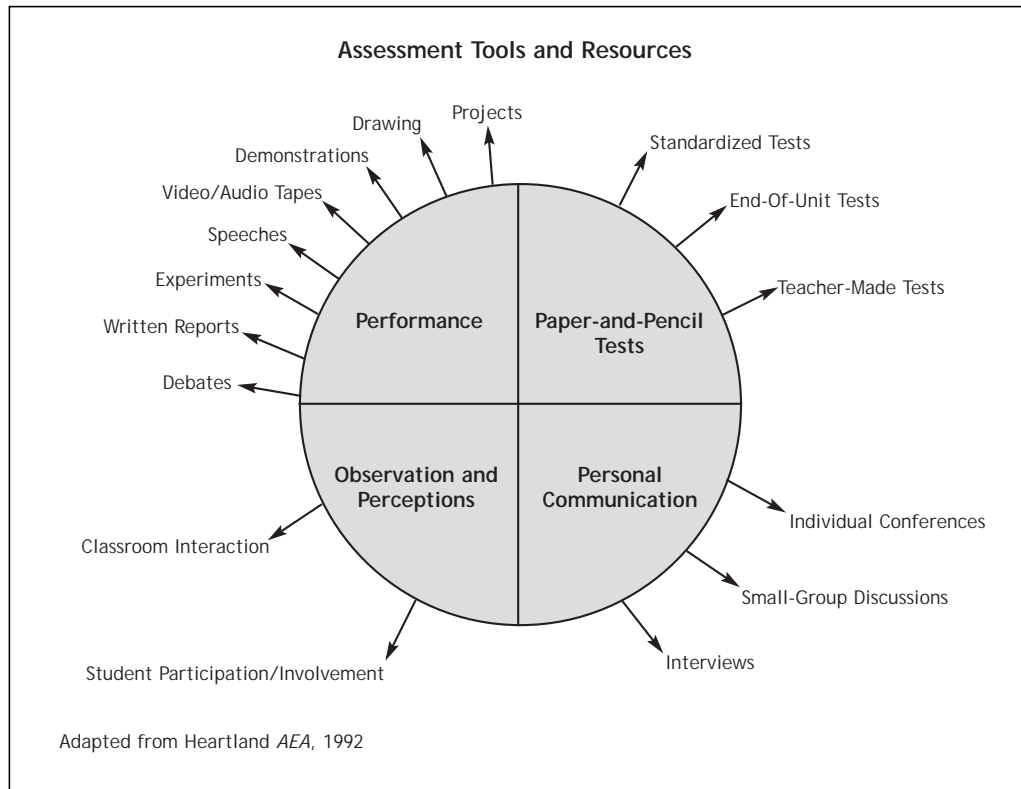 Assessment Tools and Resources
Projects
Drawing
Demonstrations
Video/Audio Tapes
Speeches
Experiments
Written Reports
Debates
Performance
Standardized Tests
End-Of-Unit Tests
Teacher-Made Tests
Paper-and-Pencil
Tests
Observation and
Perceptions
Classroom Interaction
Student Participation/Involvement
Personal
Communication
Individual Conferences
Small-Group Discussions
Interviews
Adapted from Heartland AEA, 1992